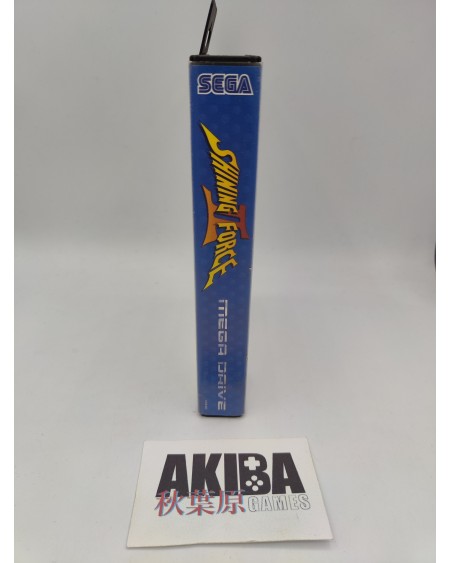 SEGA
SHINING FORCE II
MEGA DRIVE
AKIBA
秋葉原 GAMES